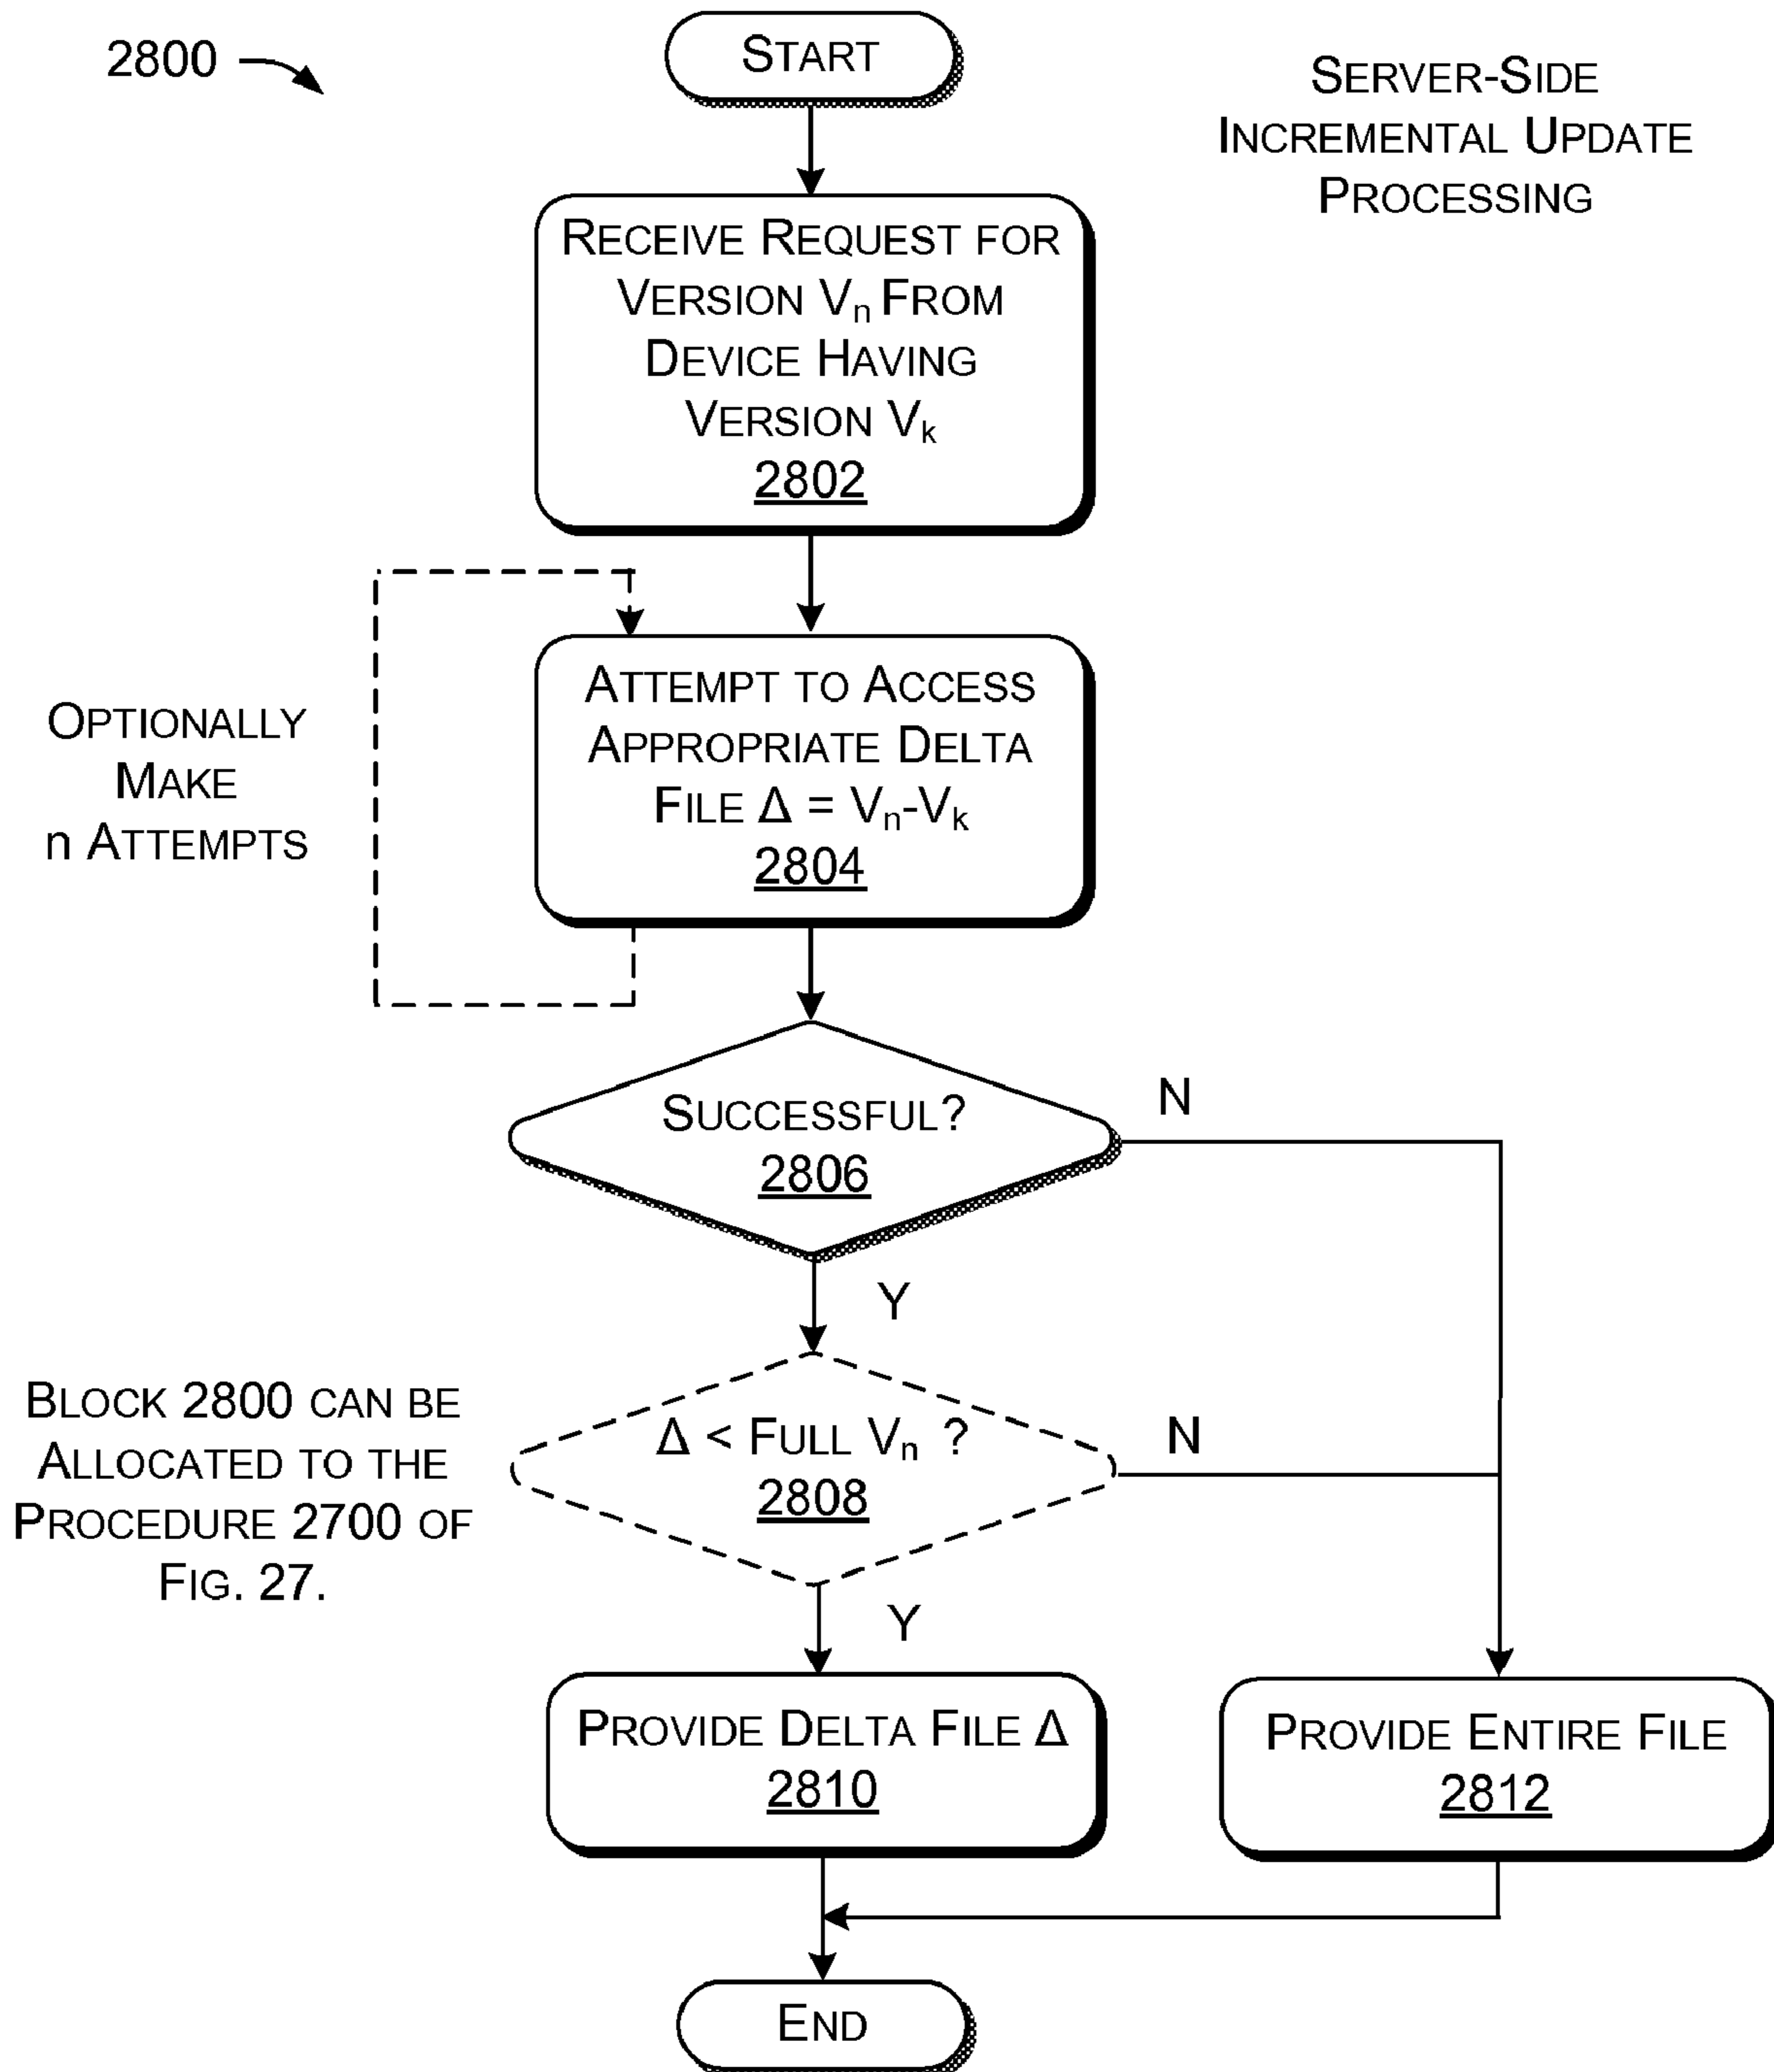 2800
START
SERVER-SIDE
INCREMENTAL UPDATE
PROCESSING
RECEIVE REQUEST FOR
VERSION Vn FROM
DEVICE HAVING
VERSION Vk
2802
OPTIONALLY
MAKE
n ATTEMPTS
ATTEMPT TO ACCESS
APPROPRIATE DELTA
FILE Δ = Vn-Vk
2804
SUCCESSFUL?
2806
N
Y
BLOCK 2800 CAN BE
ALLOCATED TO THE
PROCEDURE 2700 OF
FIG. 27.
Δ < FULL Vn ?
2808
N
Y
PROVIDE DELTA FILE Δ
2810
PROVIDE ENTIRE FILE
2812
END